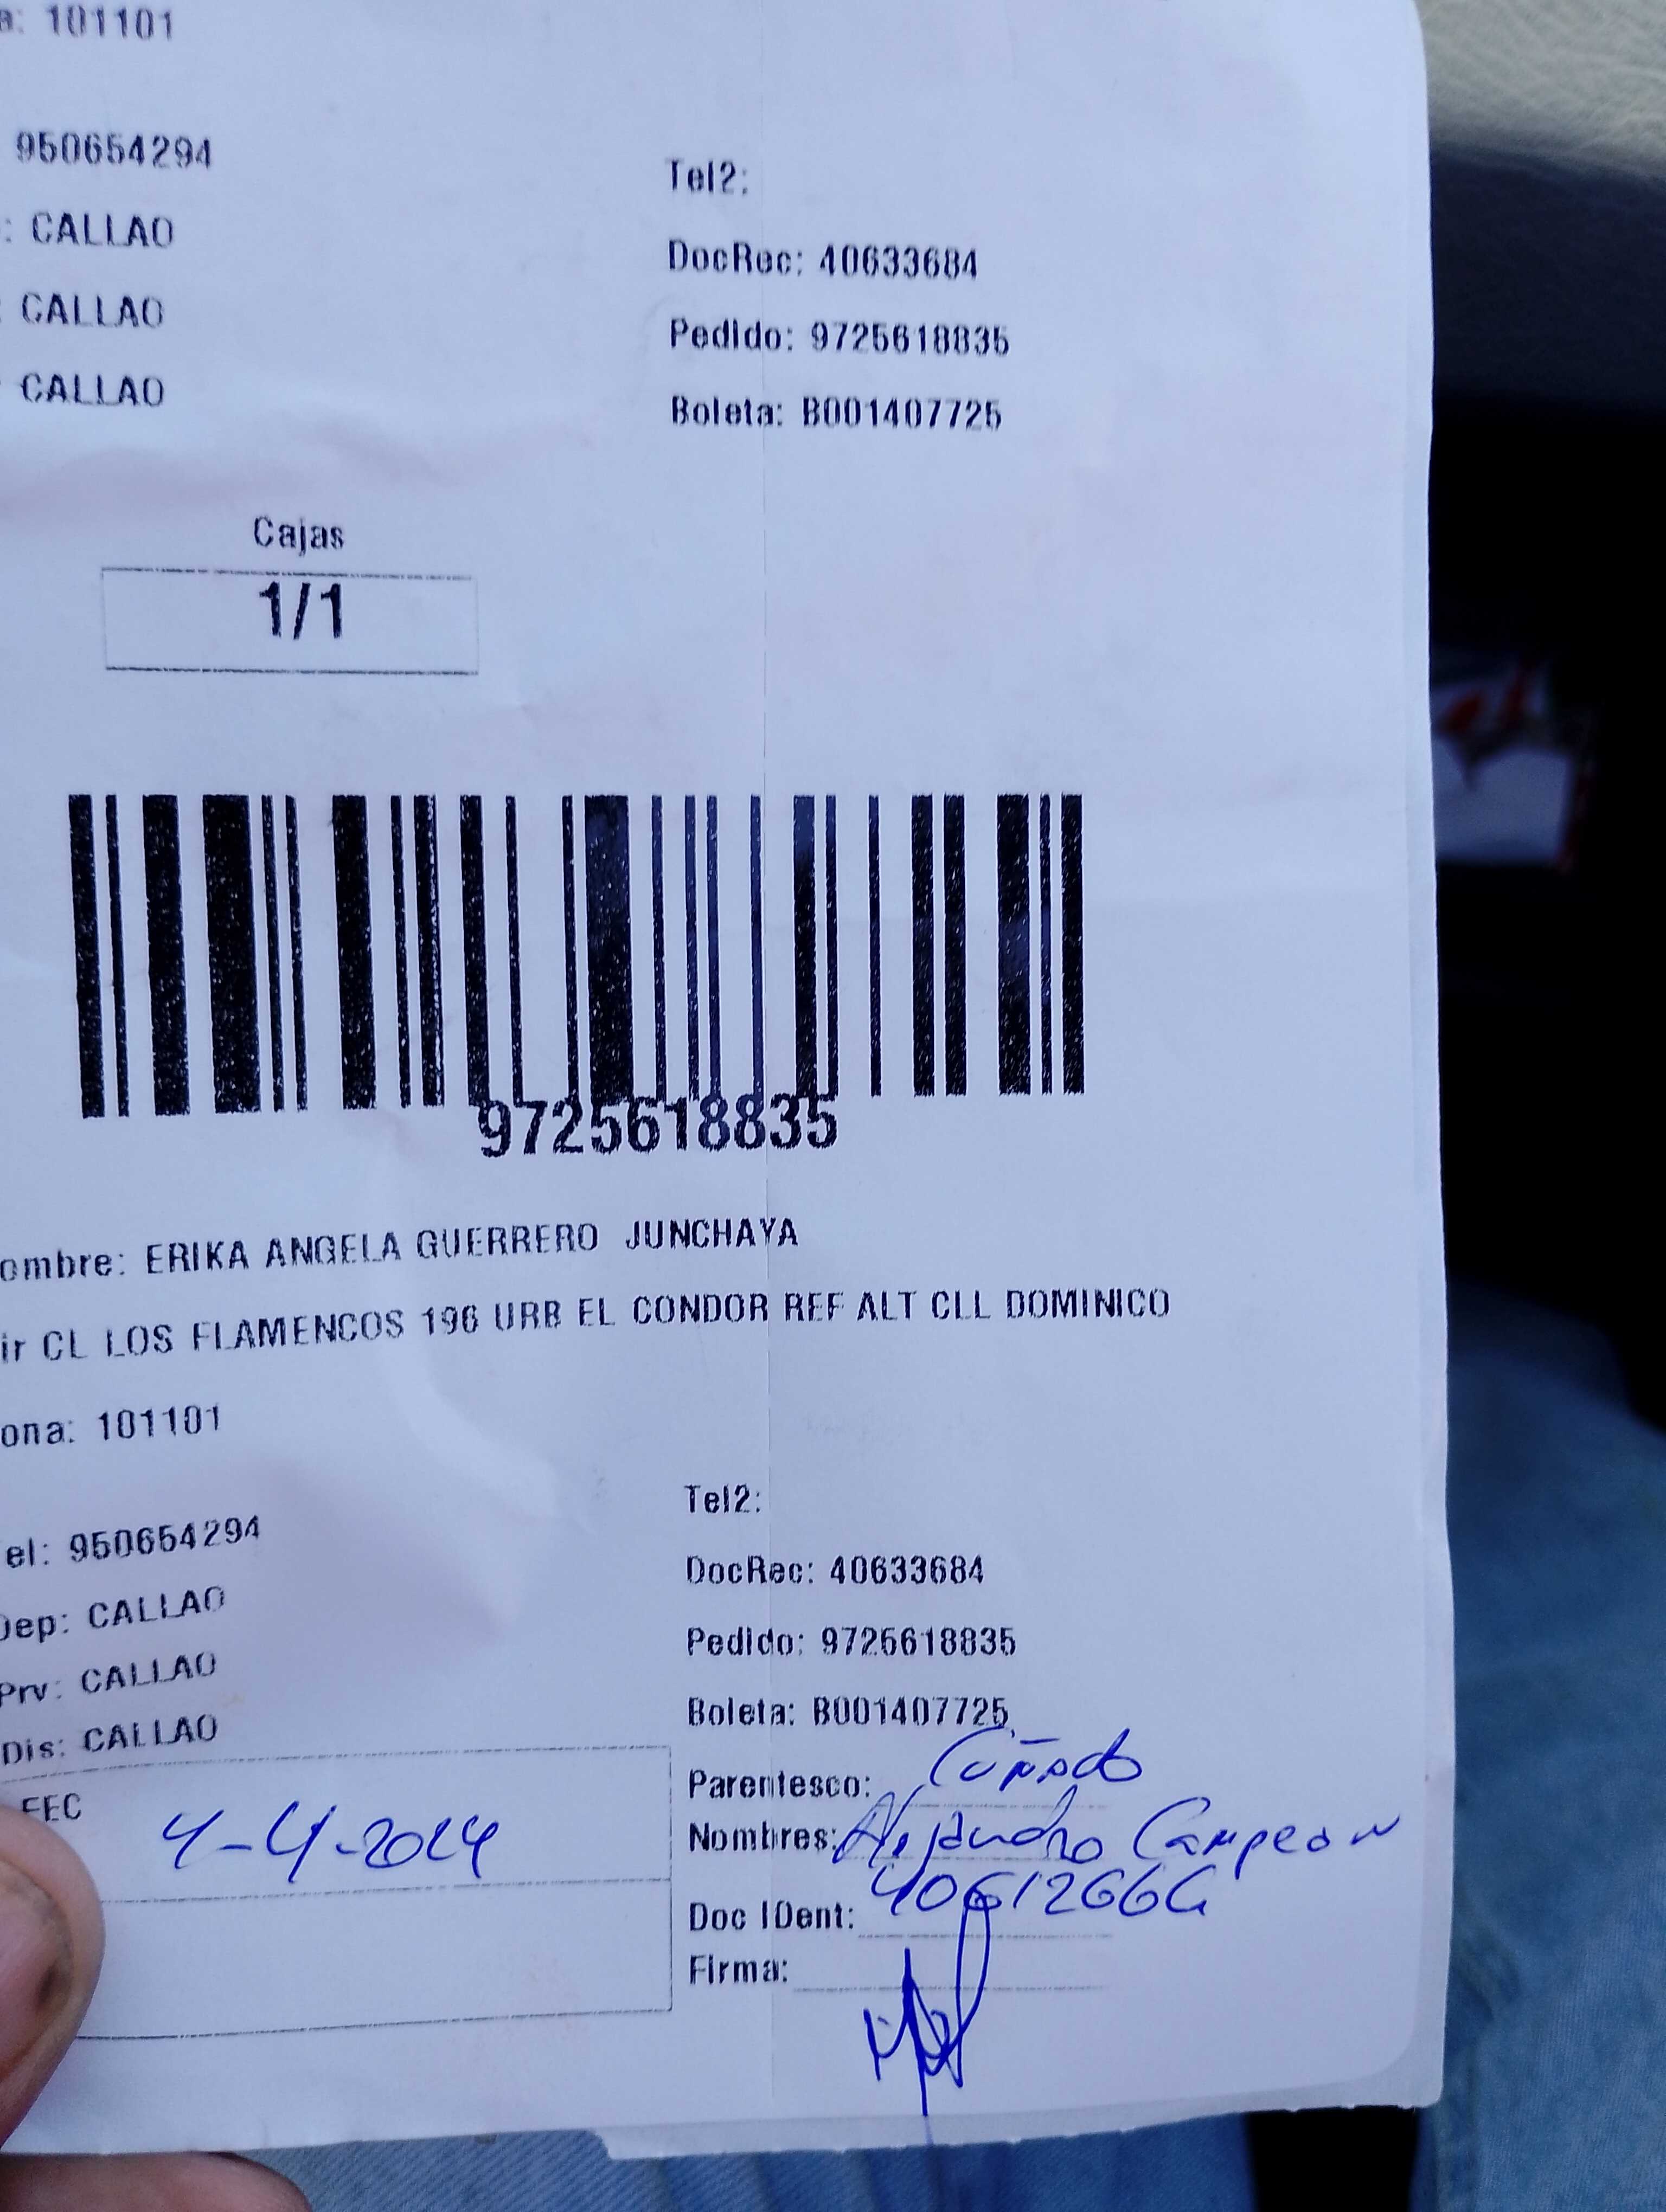 a: 101101
950654294
Tel2:
: CALLAO
DocRec: 40633684
: CALLAO
Pedido: 9725618835
CALLAO
Boleta: B001407725
Cajas
1/1
9725618835
ombre: ERIKA ANGELA GUERRERO JUNCHAYA
ir CL LOS FLAMENCOS 196 URB EL CONDOR REF ALT CLL DOMINICO
ona: 101101
Tel2:
el: 950654294
DocRec: 40633684
Dep: CALLAO
Pedido: 9725618835
Prv: CALLAO
Boleta: B001407725
Dis: CALLAO
Parentesco: Cuñado
FEC 4-4-2024
Nombres: Alejandro Campeon
Doc IDent:
Firma: